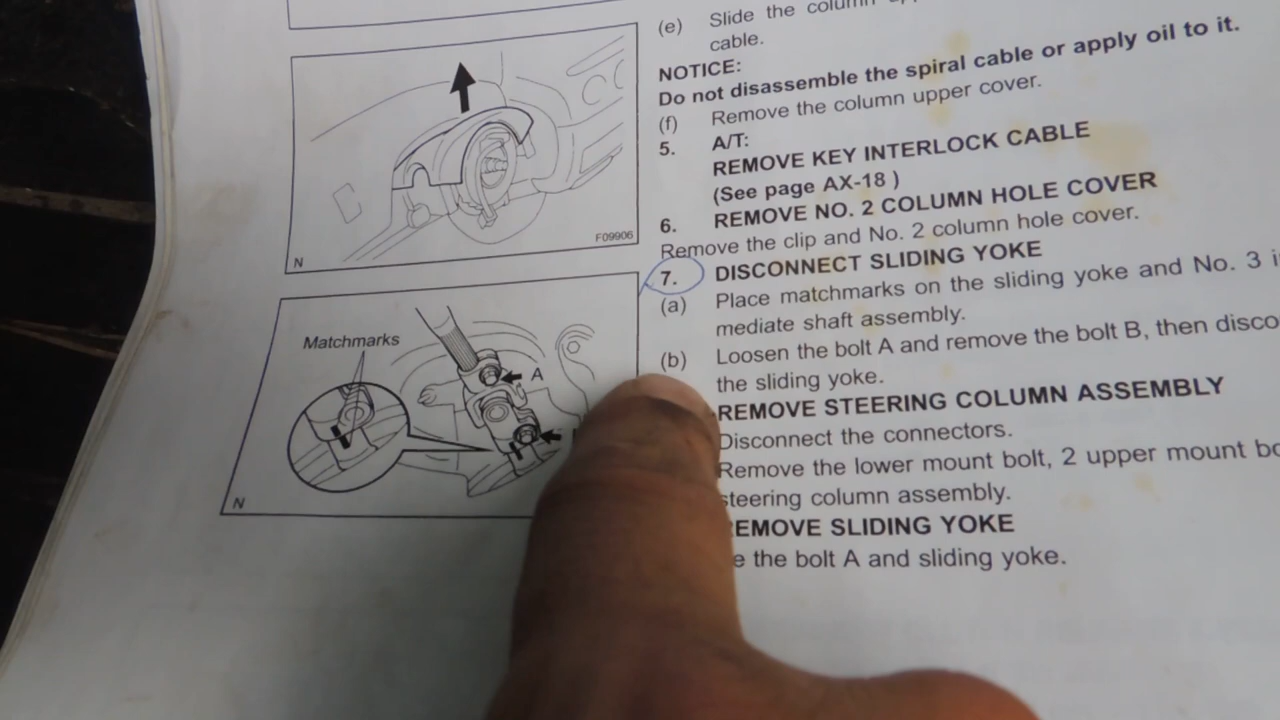 (e) Slide the column
cable.
NOTICE:
Do not disassemble the spiral cable or apply oil to it.
(f) Remove the column upper cover.
5. A/T:
REMOVE KEY INTERLOCK CABLE
(See page AX-18 )
6. REMOVE NO. 2 COLUMN HOLE COVER
Remove the clip and No. 2 column hole cover.
7. DISCONNECT SLIDING YOKE
(a) Place matchmarks on the sliding yoke and No. 3
mediate shaft assembly.
(b) Loosen the bolt A and remove the bolt B, then disco
the sliding yoke.
REMOVE STEERING COLUMN ASSEMBLY
Disconnect the connectors.
Remove the lower mount bolt, 2 upper mount
steering column assembly.
EMOVE SLIDING YOKE
e the bolt A and sliding yoke.
N
F09906
Matchmarks
A
N